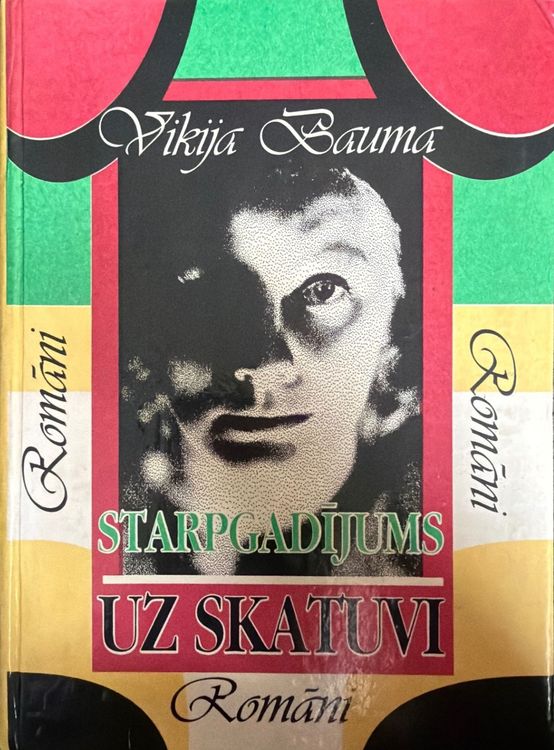 Vikija Bauma
Romāni
Romāni
STARPGADĪJUMS
UZ SKATUVI
Romāni